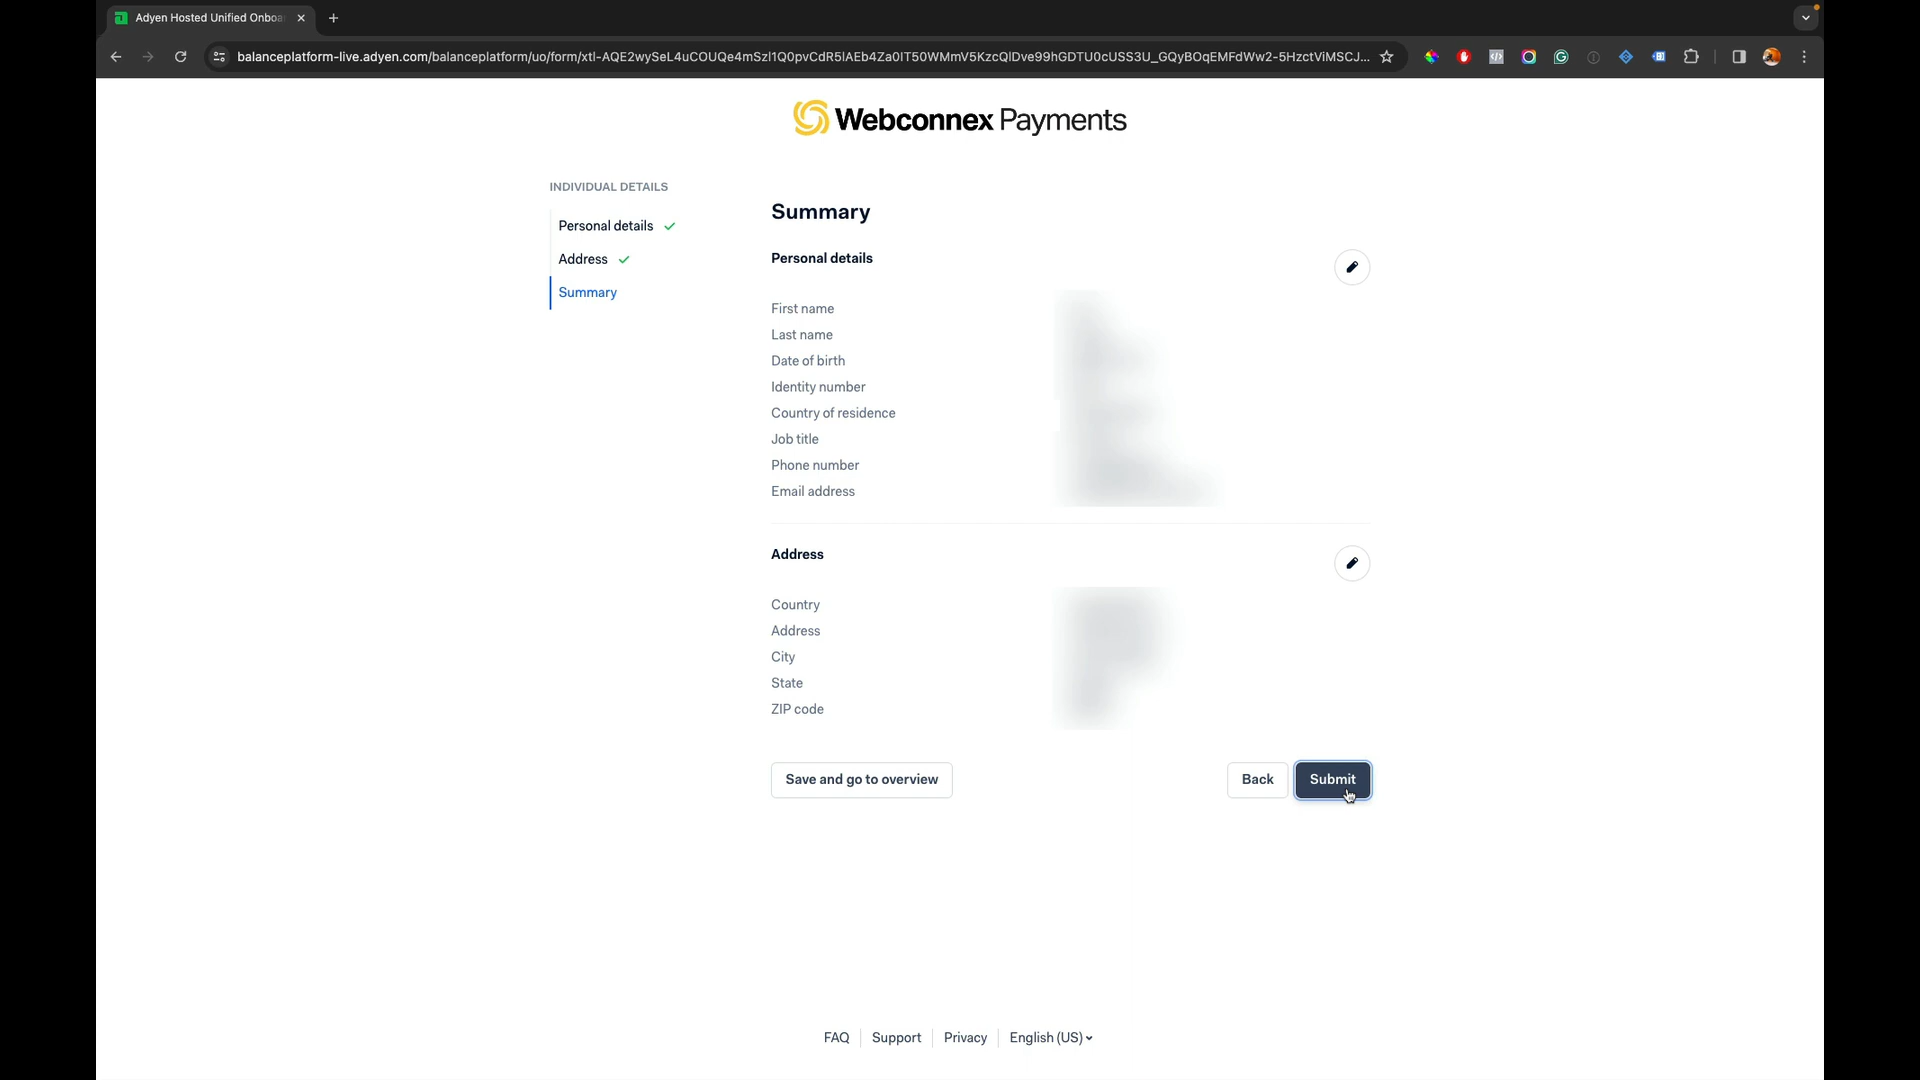 Adyen Hosted Unified Onboa
balanceplatform-live.adyen.com/balanceplatform/uo/form/xtl-AQE2wySeL4uCOUQe4mSzI1Q0pvCdR5IAEb4Za0IT50WMmV5KzcQIDve99hGDTU0cUSS3U_GQyBOqEMFdWw2-5HzctViMSCJ...
Webconnex Payments
INDIVIDUAL DETAILS
Personal details
Address
Summary
Summary
Personal details
First name
Last name
Date of birth
Identity number
Country of residence
Job title
Phone number
Email address
Address
Country
Address
City
State
ZIP code
Save and go to overview
Back
Submit
FAQ
Support
Privacy
English (US)